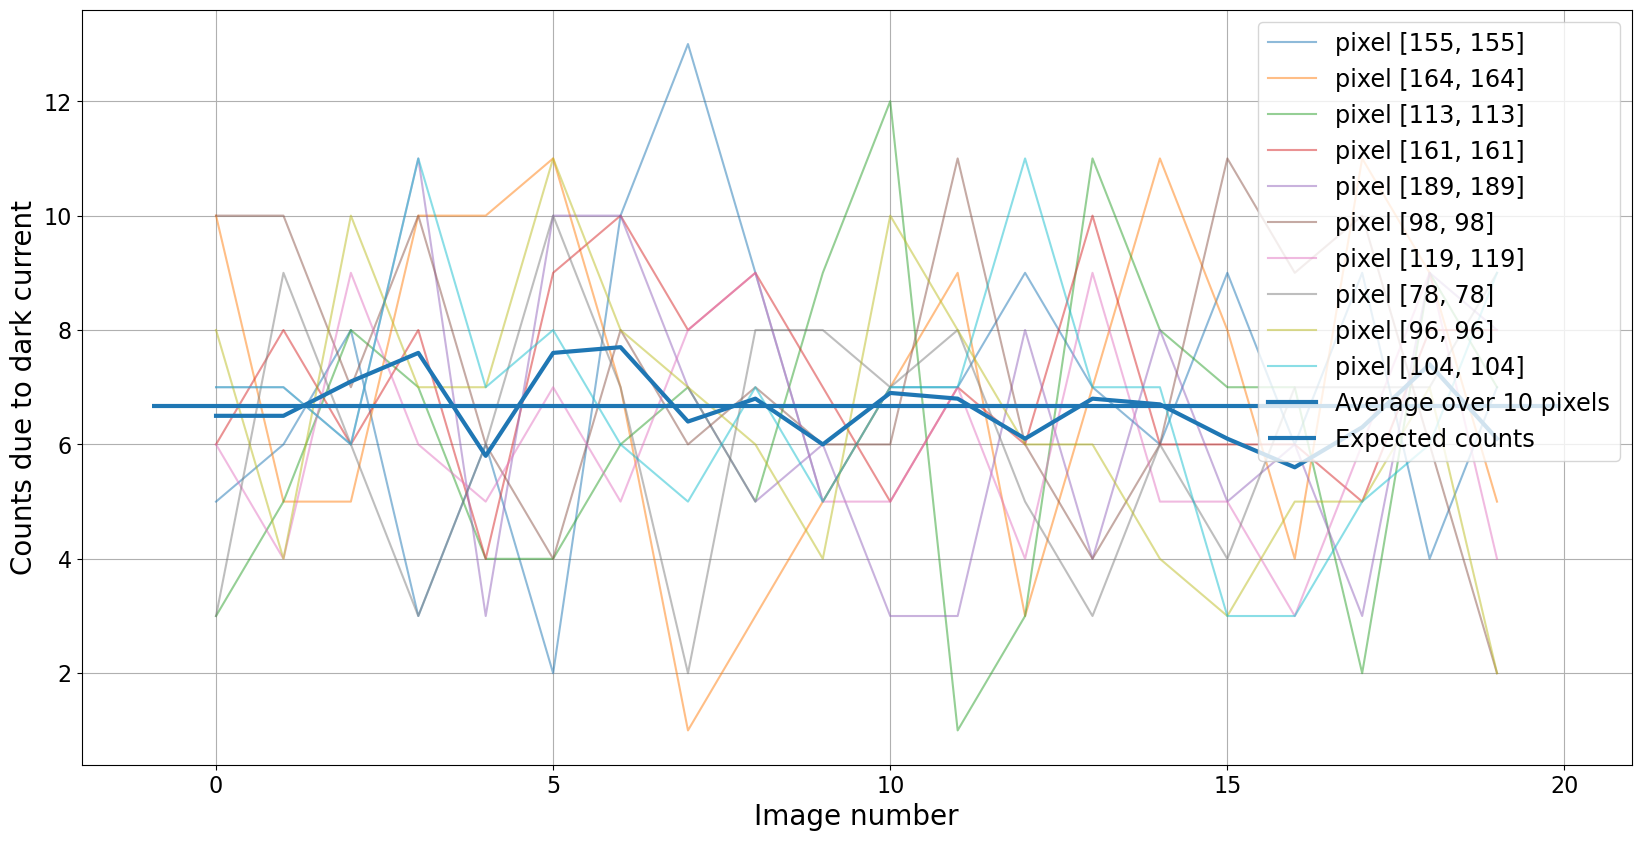 pixel [155, 155]
pixel [164, 164]
pixel [113, 113]
pixel [161, 161]
pixel [189, 189]
pixel [98, 98]
pixel [119, 119]
pixel [78, 78]
pixel [96, 96]
pixel [104, 104]
Average over 10 pixels
Expected counts
Counts due to dark current
12
10
8
6
4
2
0 5 10 15 20
Image number